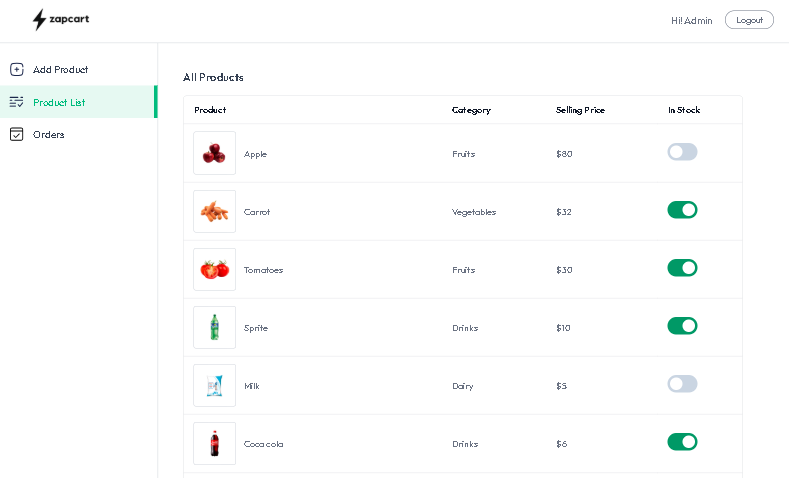 zapcart
Hi! Admin
Logout
Add Product
Product List
Orders
All Products
Product Category Selling Price In Stock
Apple Fruits $80
Carrot Vegetables $32
Tomatoes Fruits $30
Sprite Drinks $10
Milk Dairy $5
Coca cola Drinks $6